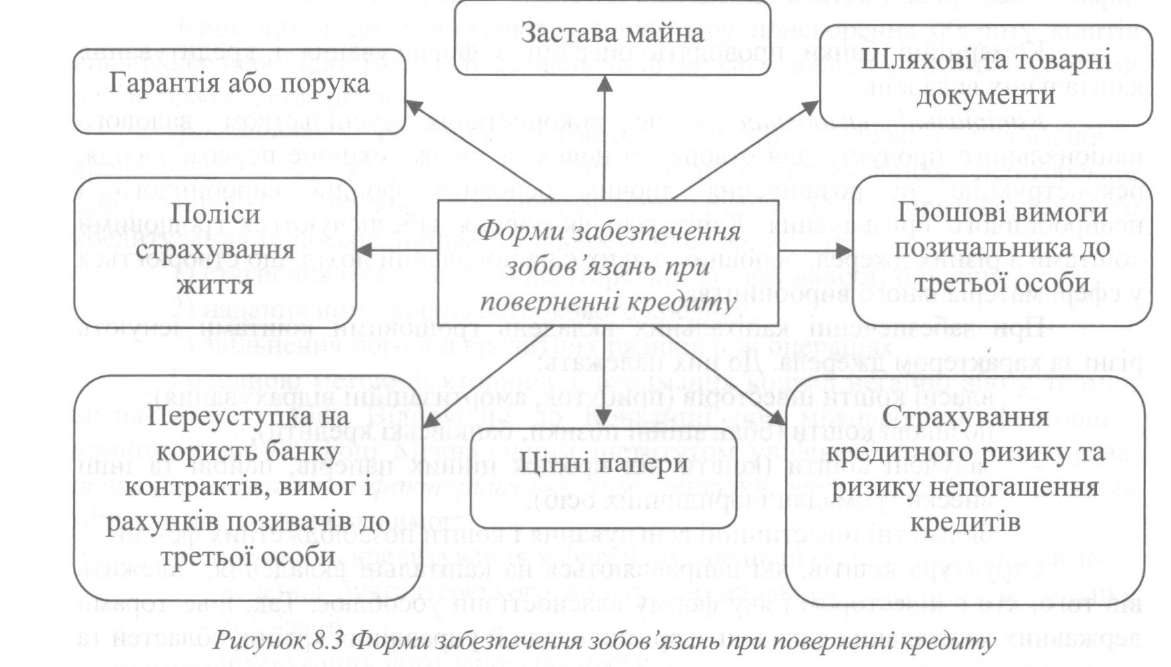 Застава майна
Гарантія або порука
Шляхові та товарні
документи
Поліси
страхування
життя
Форми забезпечення
зобов’язань при
поверненні кредиту
Грошові вимоги
позичальника до
третьої особи
Переуступка на
користь банку
контрактів, вимог і
рахунків позивачів до
третьої особи
Цінні папери
Страхування
кредитного ризику та
ризику непогашення
кредитів
Рисунок 8.3 Форми забезпечення зобов’язань при поверненні кредиту